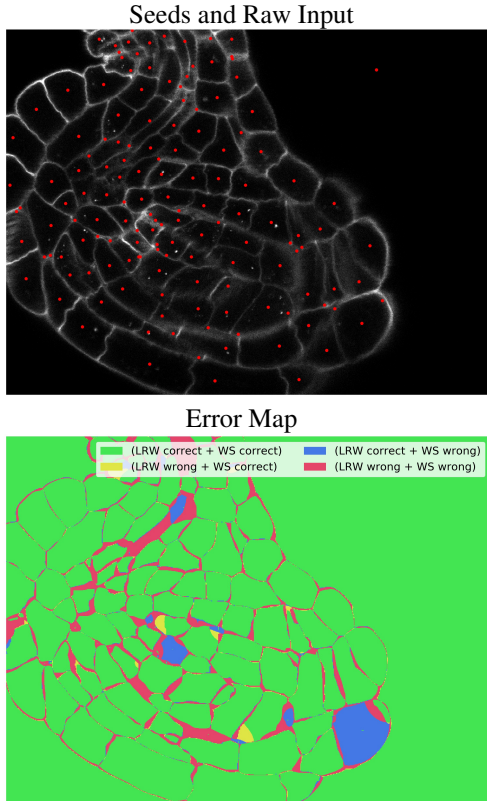 Seeds and Raw Input
Error Map
(LRW correct + WS correct) (LRW correct + WS wrong)
(LRW wrong + WS correct) (LRW wrong + WS wrong)